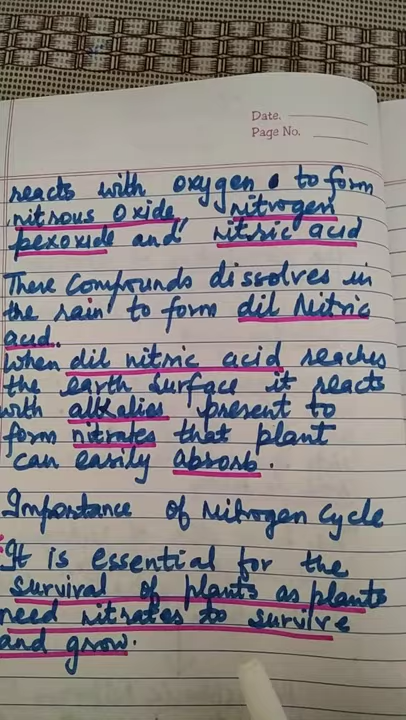 Date.
Page No.
reacts with oxygen to form
nitrous oxide, nitrogen
pexoxide and nitric acid
These Compounds dissolves in
the rain to form dil Nitric
acid.
When dil nitric acid reaches
the earth surface it reacts
with alkalies present to
form nitrates that plant
can easily absorb.
Importance of Nitrogen Cycle
It is essential for the
survival of plants as plants
need nitrates to survive
and grow.